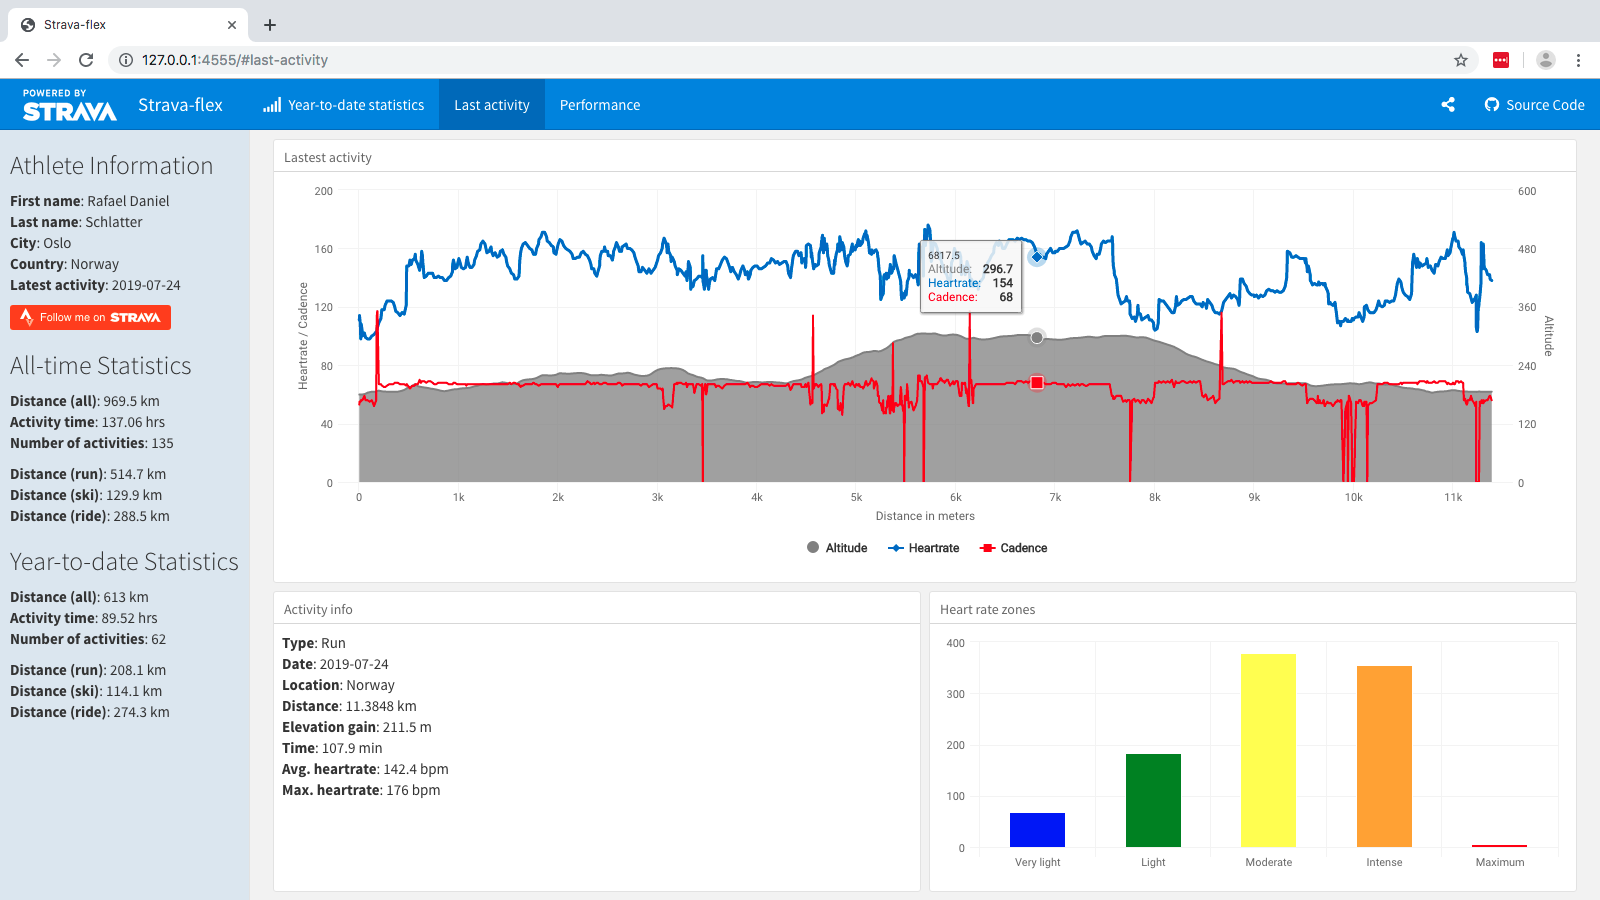 Strava-flex
127.0.0.1:4555/#last-activity
POWERED BY
STRAVA
Strava-flex
Year-to-date statistics
Last activity
Performance
Source Code
Athlete Information
First name: Rafael Daniel
Last name: Schlatter
City: Oslo
Country: Norway
Latest activity: 2019-07-24
Follow me on STRAVA
All-time Statistics
Distance (all): 969.5 km
Activity time: 137.06 hrs
Number of activities: 135
Distance (run): 514.7 km
Distance (ski): 129.9 km
Distance (ride): 288.5 km
Year-to-date Statistics
Distance (all): 613 km
Activity time: 89.52 hrs
Number of activities: 62
Distance (run): 208.1 km
Distance (ski): 114.1 km
Distance (ride): 274.3 km
Lastest activity
200
160
120
80
40
0
Heartrate / Cadence
600
480
360
240
120
0
Altitude
6817.5
Altitude: 296.7
Heartrate: 154
Cadence: 68
0 1k 2k 3k 4k 5k 6k 7k 8k 9k 10k 11k
Distance in meters
Altitude Heartrate Cadence
Activity info
Type: Run
Date: 2019-07-24
Location: Norway
Distance: 11.3848 km
Elevation gain: 211.5 m
Time: 107.9 min
Avg. heartrate: 142.4 bpm
Max. heartrate: 176 bpm
Heart rate zones
400
300
200
100
0
Very light Light Moderate Intense Maximum